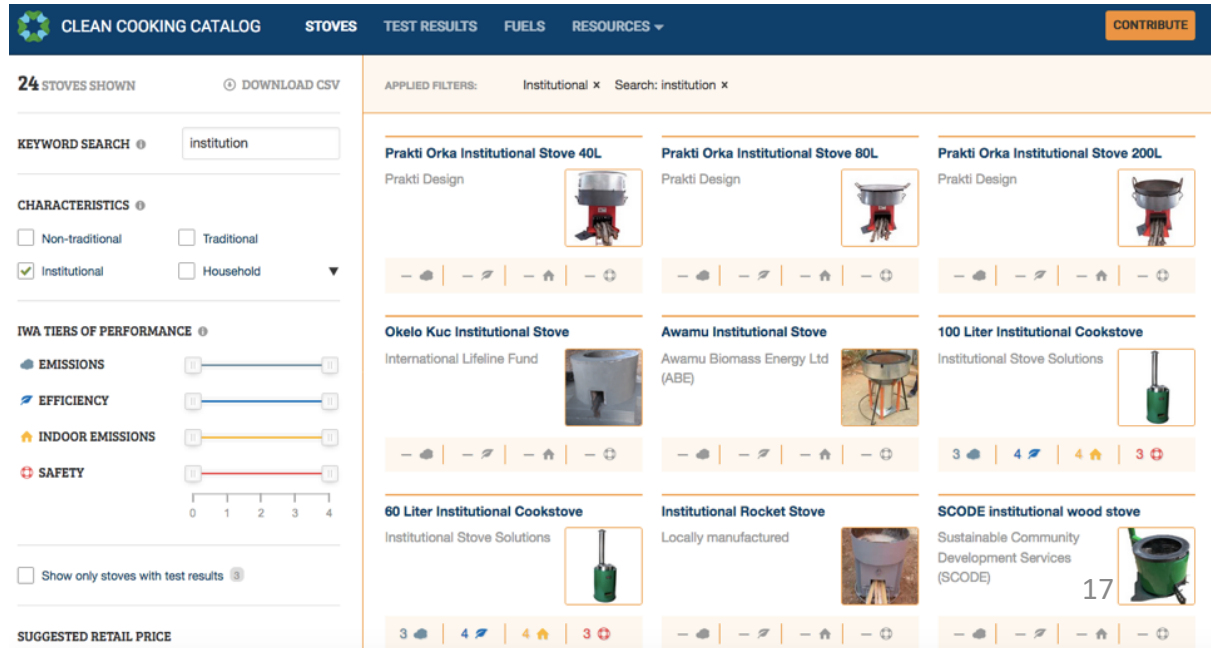 CLEAN COOKING CATALOG STOVES TEST RESULTS FUELS RESOURCES CONTRIBUTE
24 STOVES SHOWN DOWNLOAD CSV
KEYWORD SEARCH institution
CHARACTERISTICS
Non-traditional Traditional
Institutional Household
IWA TIERS OF PERFORMANCE
EMISSIONS
EFFICIENCY
INDOOR EMISSIONS
SAFETY
0 1 2 3 4
Show only stoves with test results 3
SUGGESTED RETAIL PRICE
APPLIED FILTERS: Institutional × Search: institution ×
Prakti Orka Institutional Stove 40L
Prakti Design
– – – –
Prakti Orka Institutional Stove 80L
Prakti Design
– – – –
Prakti Orka Institutional Stove 200L
Prakti Design
– – – –
Okelo Kuc Institutional Stove
International Lifeline Fund
– – – –
Awamu Institutional Stove
Awamu Biomass Energy Ltd
(ABE)
– – – –
100 Liter Institutional Cookstove
Institutional Stove Solutions
3 4 4 3
60 Liter Institutional Cookstove
Institutional Stove Solutions
3 4 4 3
Institutional Rocket Stove
Locally manufactured
– – – –
SCODE institutional wood stove
Sustainable Community
Development Services
(SCODE)
– – – –
17